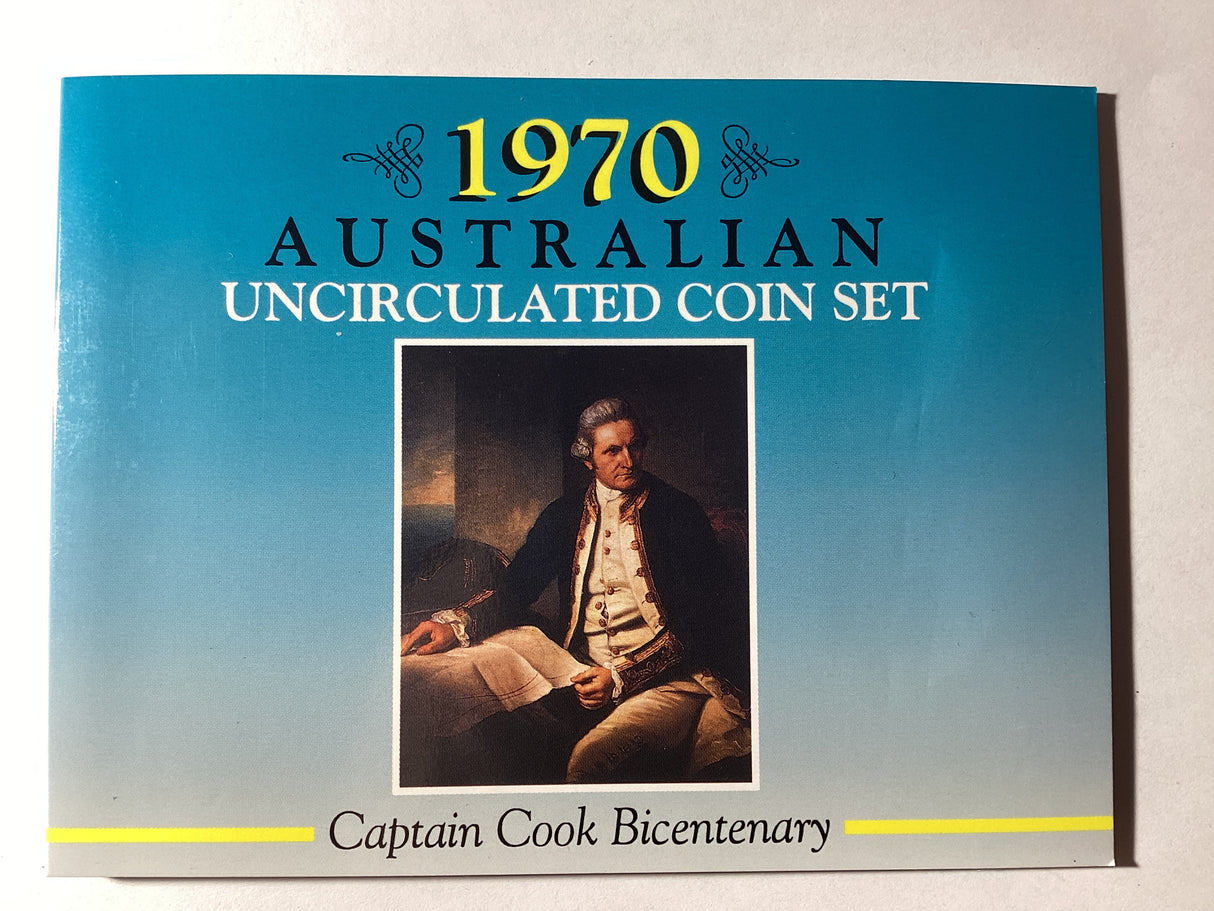 1970
AUSTRALIAN
UNCIRCULATED COIN SET
Captain Cook Bicentenary